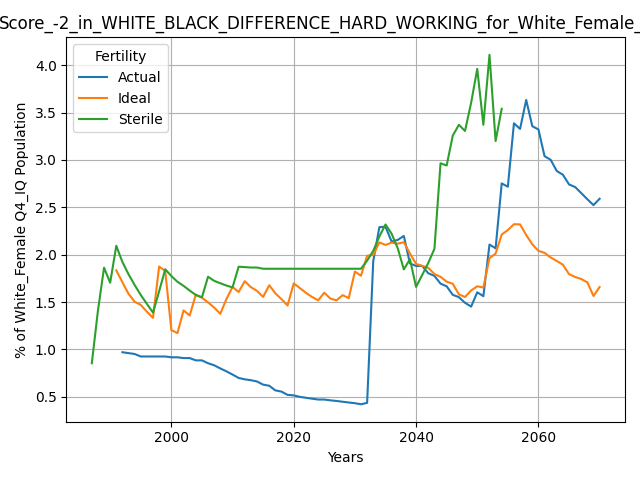 Score_-2_in_WHITE_BLACK_DIFFERENCE_HARD_WORKING_for_White_Female_
Fertility
Actual
Ideal
Sterile
% of White_Female Q4_IQ Population
4.0
3.5
3.0
2.5
2.0
1.5
1.0
0.5
2000 2020 2040 2060
Years